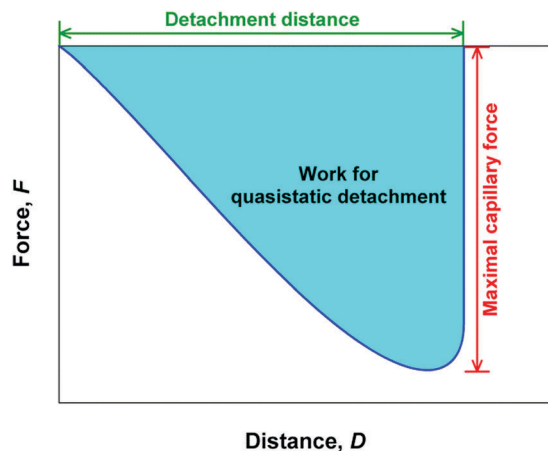 Detachment distance
Work for
quasistatic detachment
Maximal capillary force
Force, F
Distance, D